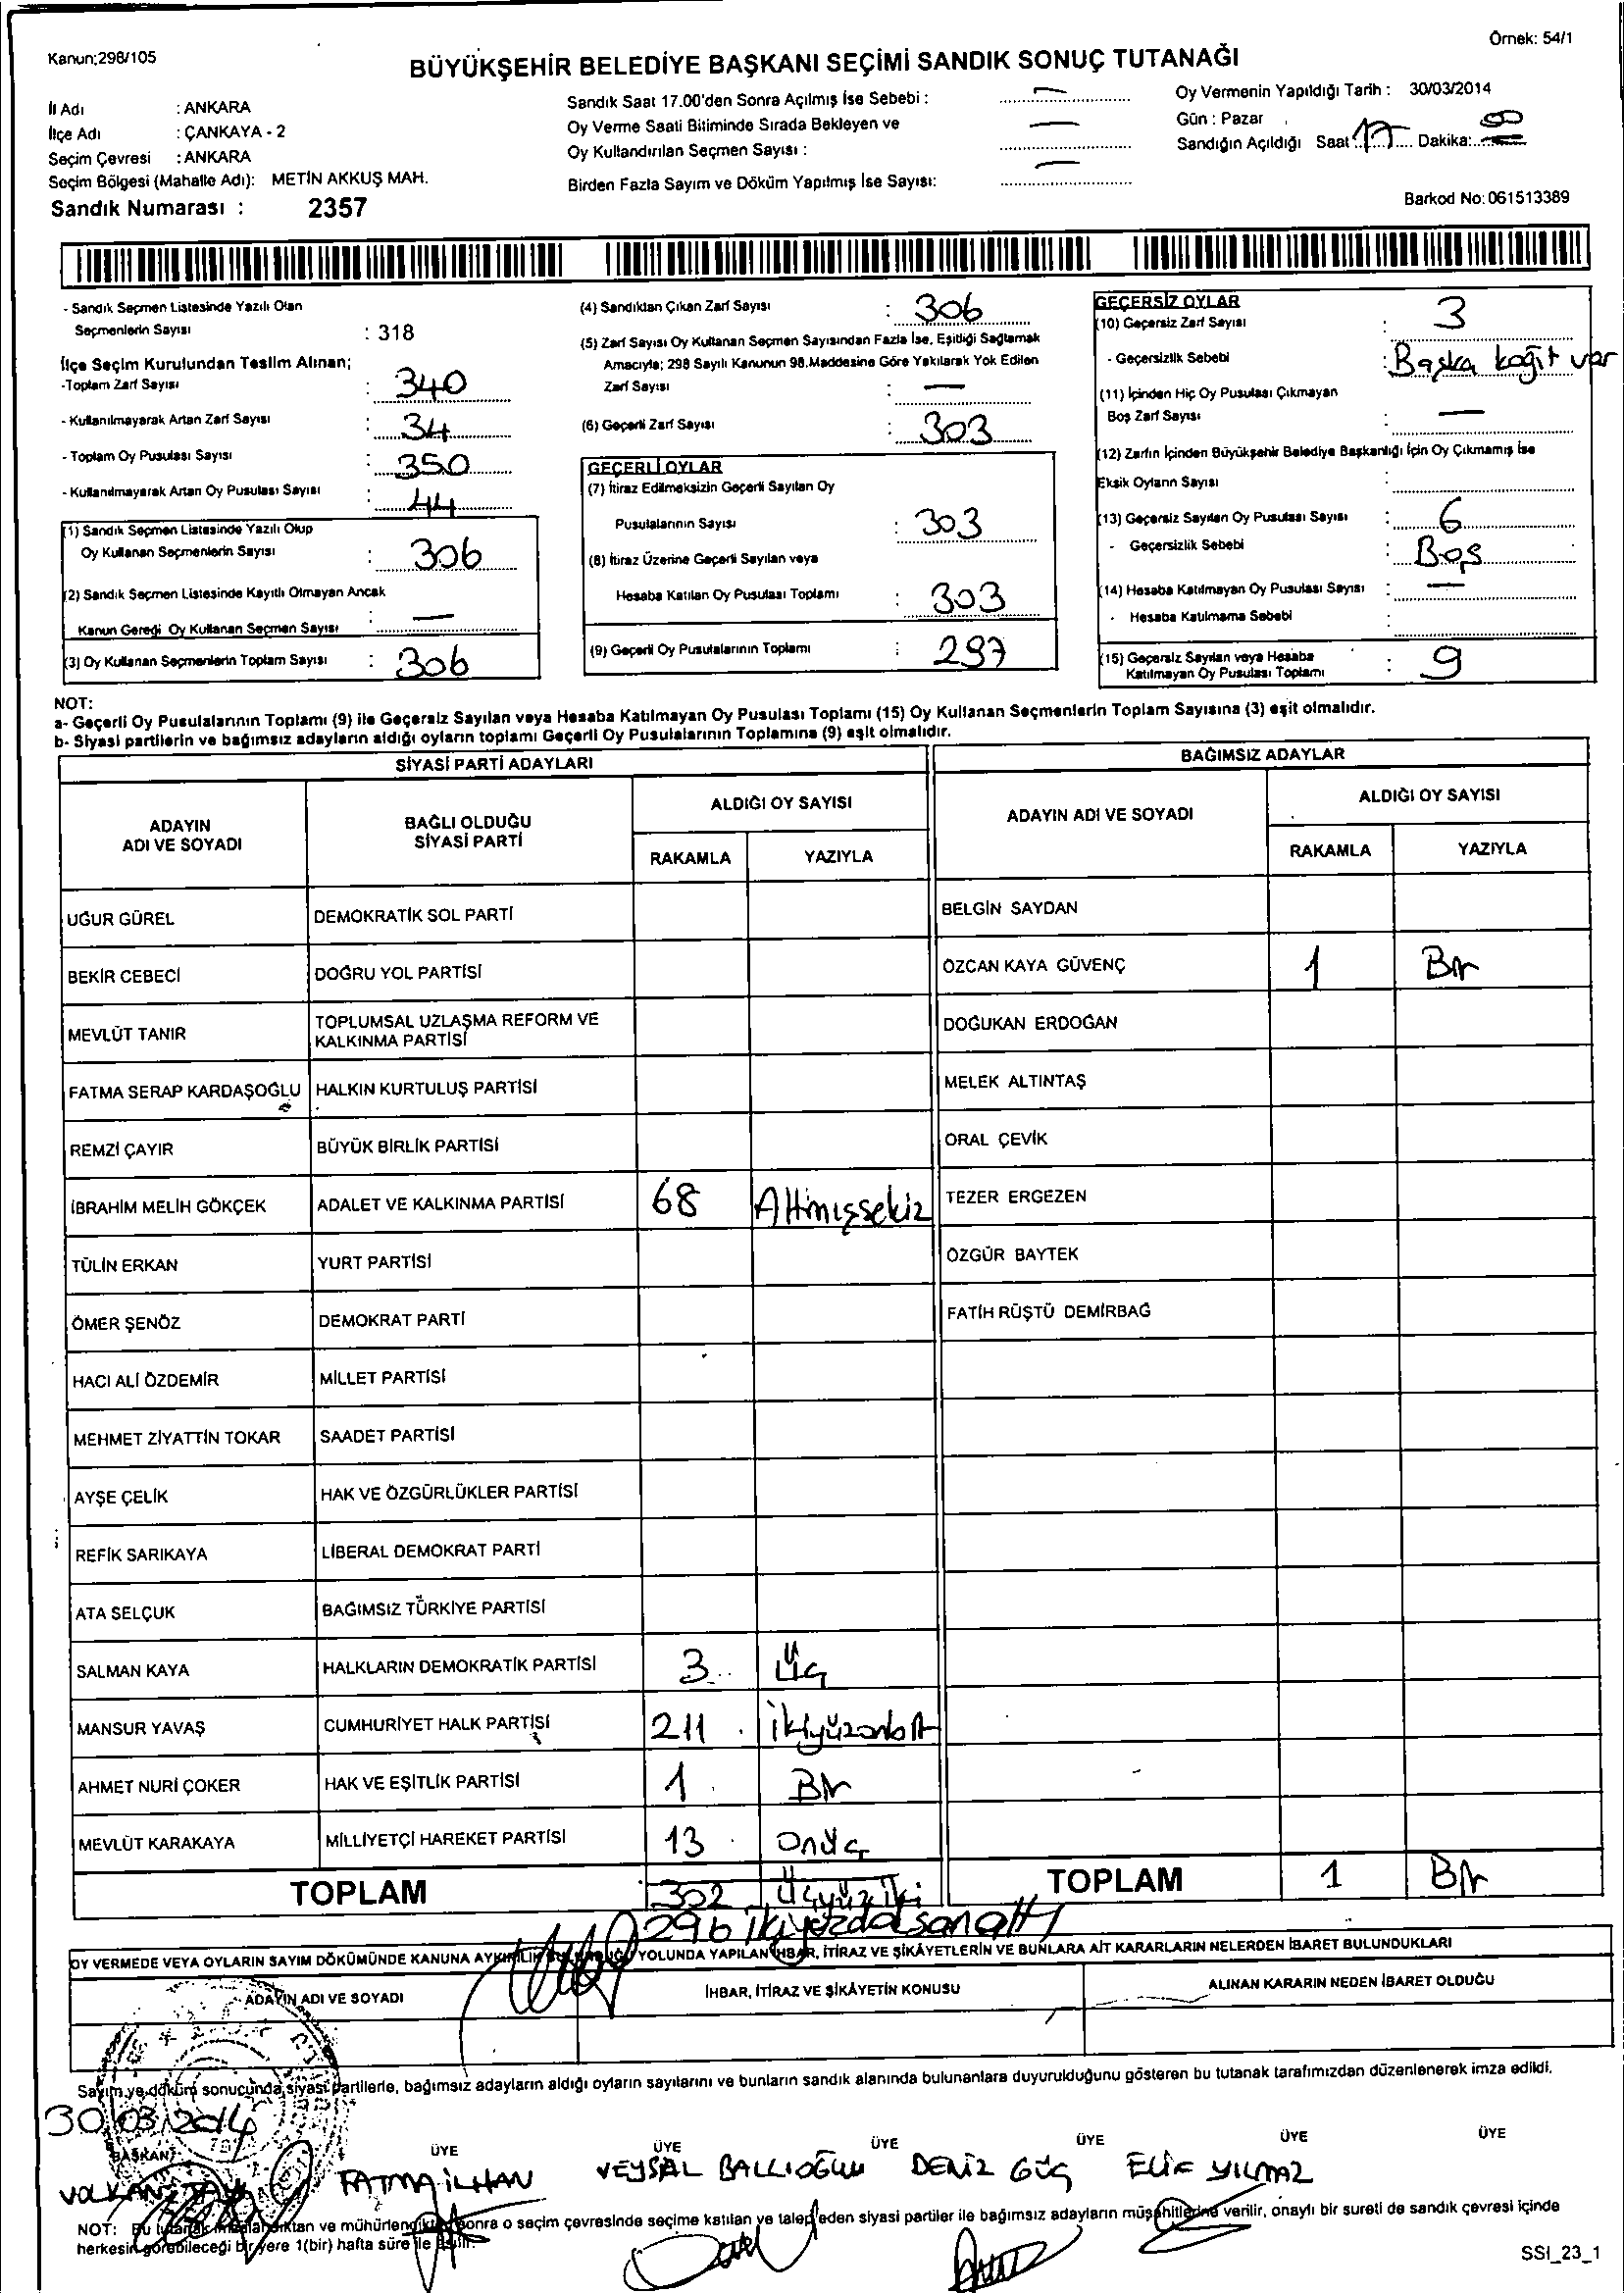 Kanun:298/105
Örnek: 54/1
BÜYÜKŞEHİR BELEDİYE BAŞKANI SEÇİMİ SANDIK SONUÇ TUTANAĞI
İl Adı : ANKARA
İlçe Adı : ÇANKAYA - 2
Seçim Çevresi : ANKARA
Seçim Bölgesi (Mahalle Adı): METİN AKKUŞ MAH.
Sandık Numarası : 2357
Sandık Saat 17.00'den Sonra Açılmış İse Sebebi : —
Oy Verme Saati Bitiminde Sırada Bekleyen ve —
Oy Kullandırılan Seçmen Sayısı :
Birden Fazla Sayım ve Döküm Yapılmış İse Sayısı: —
Oy Vermenin Yapıldığı Tarih : 30/03/2014
Gün : Pazar
Sandığın Açıldığı Saat 17 Dakika:
Barkod No: 061513389
- Sandık Seçmen Listesinde Yazılı Olan
Seçmenlerin Sayısı : 318
İlçe Seçim Kurulundan Teslim Alınan;
-Toplam Zarf Sayısı : 340
- Kullanılmayarak Artan Zarf Sayısı : 34
- Toplam Oy Pusulası Sayısı : 350
- Kullanılmayarak Artan Oy Pusulası Sayısı : 44
(1) Sandık Seçmen Listesinde Yazılı Olup
Oy Kullanan Seçmenlerin Sayısı : 306
(2) Sandık Seçmen Listesinde Kayıtlı Olmayan Ancak
Kanun Gereği Oy Kullanan Seçmen Sayısı : —
(3) Oy Kullanan Seçmenlerin Toplam Sayısı : 306
(4) Sandıktan Çıkan Zarf Sayısı : 306
(5) Zarf Sayısı Oy Kullanan Seçmen Sayısından Fazla İse, Eşitliği Sağlamak
Amacıyla; 298 Sayılı Kanunun 98.Maddesine Göre Yakılarak Yok Edilen
Zarf Sayısı : —
(6) Geçerli Zarf Sayısı : 303
GEÇERLİ OYLAR
(7) İtiraz Edilmeksizin Geçerli Sayılan Oy
Pusulalarının Sayısı : 303
(8) İtiraz Üzerine Geçerli Sayılan veya
Hesaba Katılan Oy Pusulası Toplamı : 303
(9) Geçerli Oy Pusulalarının Toplamı : 297
GEÇERSİZ OYLAR
(10) Geçersiz Zarf Sayısı : 3
- Geçersizlik Sebebi : Başka kağıt var
(11) İçinden Hiç Oy Pusulası Çıkmayan
Boş Zarf Sayısı : —
(12) Zarfın İçinden Büyükşehir Belediye Başkanlığı İçin Oy Çıkmamış İse
Eksik Oyların Sayısı :
(13) Geçersiz Sayılan Oy Pusulası Sayısı : 6
- Geçersizlik Sebebi : Boş
(14) Hesaba Katılmayan Oy Pusulası Sayısı : —
- Hesaba Katılmama Sebebi :
(15) Geçersiz Sayılan veya Hesaba
Katılmayan Oy Pusulası Toplamı : 9
NOT:
a- Geçerli Oy Pusulalarının Toplamı (9) ile Geçersiz Sayılan veya Hesaba Katılmayan Oy Pusulası Toplamı (15) Oy Kullanan Seçmenlerin Toplam Sayısına (3) eşit olmalıdır.
b- Siyasi partilerin ve bağımsız adayların aldığı oyların toplamı Geçerli Oy Pusulalarının Toplamına (9) eşit olmalıdır.
SİYASİ PARTİ ADAYLARI
ADAYIN ADI VE SOYADI
BAĞLI OLDUĞU SİYASİ PARTİ
ALDIĞI OY SAYISI
RAKAMLA YAZIYLA
UĞUR GÜREL DEMOKRATİK SOL PARTİ
BEKİR CEBECİ DOĞRU YOL PARTİSİ
MEVLÜT TANIR TOPLUMSAL UZLAŞMA REFORM VE
KALKINMA PARTİSİ
FATMA SERAP KARDAŞOĞLU HALKIN KURTULUŞ PARTİSİ
REMZİ ÇAYIR BÜYÜK BİRLİK PARTİSİ
İBRAHİM MELİH GÖKÇEK ADALET VE KALKINMA PARTİSİ 68 Altmışsekiz
TÜLİN ERKAN YURT PARTİSİ
ÖMER ŞENÖZ DEMOKRAT PARTİ
HACI ALİ ÖZDEMİR MİLLET PARTİSİ
MEHMET ZİYATTİN TOKAR SAADET PARTİSİ
AYŞE ÇELİK HAK VE ÖZGÜRLÜKLER PARTİSİ
REFİK SARIKAYA LİBERAL DEMOKRAT PARTİ
ATA SELÇUK BAĞIMSIZ TÜRKİYE PARTİSİ
SALMAN KAYA HALKLARIN DEMOKRATİK PARTİSİ 3 Üç
MANSUR YAVAŞ CUMHURİYET HALK PARTİSİ 211 İkiyüzonbir
AHMET NURİ ÇOKER HAK VE EŞİTLİK PARTİSİ 1 Bir
MEVLÜT KARAKAYA MİLLİYETÇİ HAREKET PARTİSİ 13 Onüç
TOPLAM 302 Üçyüziki
296 ikiyüzdoksanaltı
BAĞIMSIZ ADAYLAR
ADAYIN ADI VE SOYADI
ALDIĞI OY SAYISI
RAKAMLA YAZIYLA
BELGİN SAYDAN
ÖZCAN KAYA GÜVENÇ 1 Bir
DOĞUKAN ERDOĞAN
MELEK ALTINTAŞ
ORAL ÇEVİK
TEZER ERGEZEN
ÖZGÜR BAYTEK
FATİH RÜŞTÜ DEMİRBAĞ
TOPLAM 1 Bir
OY VERMEDE VEYA OYLARIN SAYIM DÖKÜMÜNDE KANUNA YOLUNDA YAPILAN İHBAR, İTİRAZ VE ŞİKÂYETLERİN VE BUNLARA AİT KARARLARIN NELERDEN İBARET BULUNDUKLARI
ADAYIN ADI VE SOYADI İHBAR, İTİRAZ VE ŞİKÂYETİN KONUSU ALINAN KARARIN NEDEN İBARET OLDUĞU
Sayım ve döküm sonucunda, siyasi partilerle, bağımsız adayların aldığı oyların sayılarını ve bunların sandık alanında bulunanlara duyurulduğunu gösteren bu tutanak tarafımızdan düzenlenerek imza edildi.
30.03.2014
BAŞKAN ÜYE ÜYE ÜYE ÜYE ÜYE ÜYE
VOLKAN FATMA İLHAN VEYSAL BALLIOĞLU DENİZ GÜÇ ELİF YILMAZ
NOT: Bu tutanak ve mühürlendikten sonra o seçim çevresinde seçime katılan ve talep eden siyasi partiler ile bağımsız adayların müşahitlerine verilir, onaylı bir sureti de sandık çevresi içinde
herkesin görebileceği bir yere 1(bir) hafta süre ile asılır.
SSI_23_1